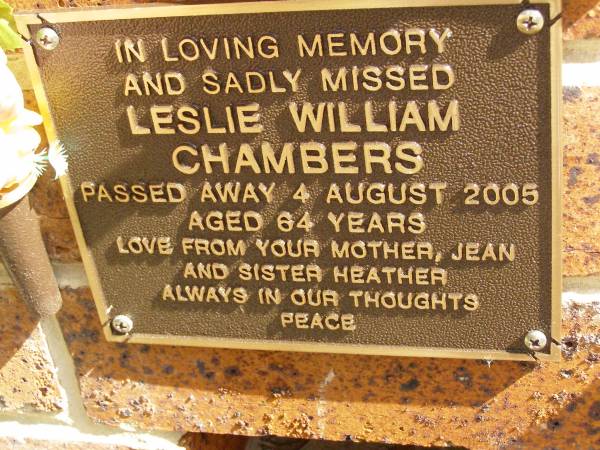 IN LOVING MEMORY
AND SADLY MISSED
LESLIE WILLIAM
CHAMBERS
PASSED AWAY 4 AUGUST 2005
AGED 64 YEARS
LOVE FROM YOUR MOTHER, JEAN
AND SISTER HEATHER
ALWAYS IN OUR THOUGHTS
PEACE